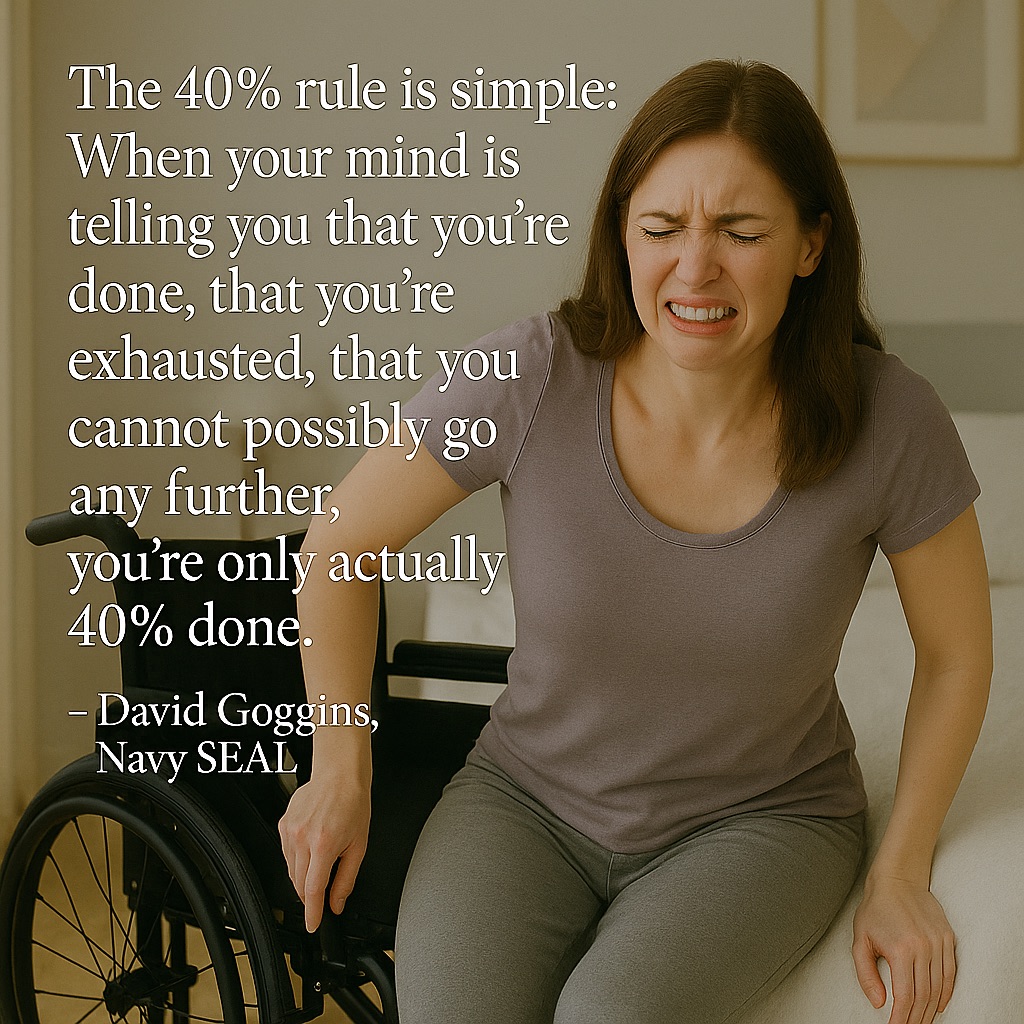 The 40% rule is simple:
When your mind is
telling you that you're
done, that you're
exhausted, that you
cannot possibly go
any further,
you're only actually
40% done.
– David Goggins,
Navy SEAL